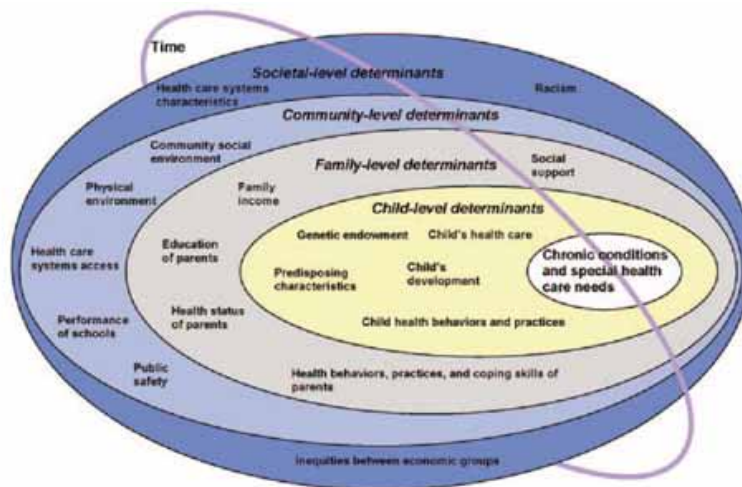 Time
Societal-level determinants
Health care systems
characteristics
Racism
Community-level determinants
Community social
environment
Family-level determinants
Social
support
Physical
environment
Family
income
Child-level determinants
Genetic endowment
Child's health care
Health care
systems access
Education
of parents
Predisposing
characteristics
Child's
development
Chronic conditions
and special health
care needs
Performance
of schools
Health status
of parents
Child health behaviors and practices
Public
safety
Health behaviors, practices, and coping skills of
parents
Inequities between economic groups